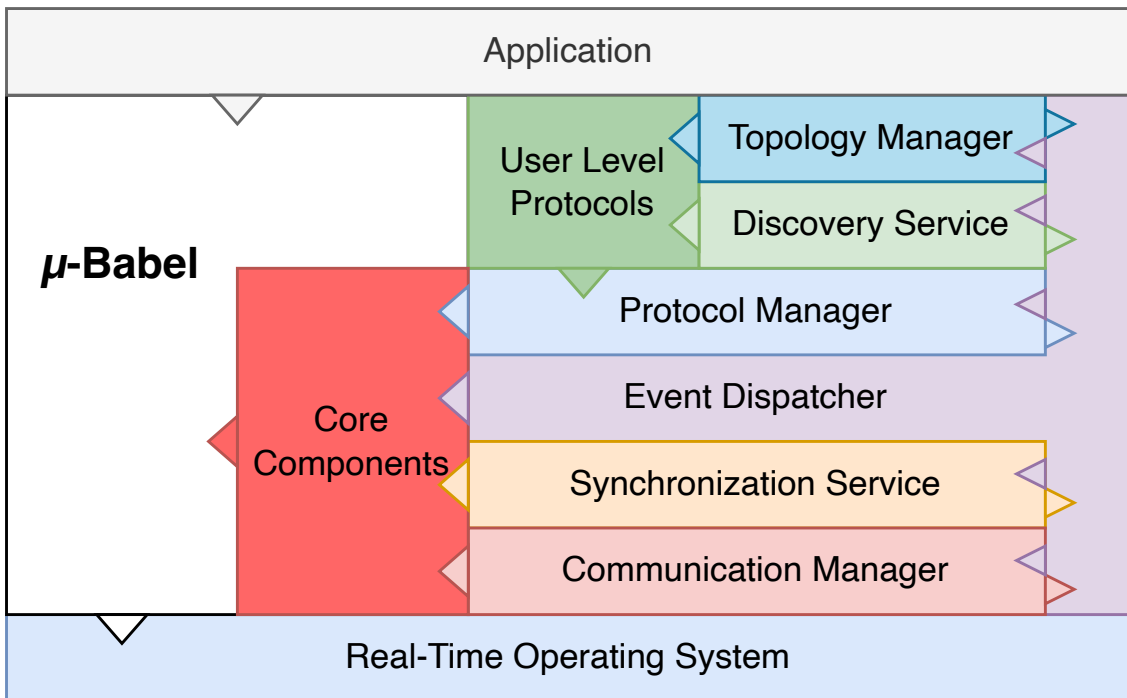 Application
User Level
Protocols
Topology Manager
Discovery Service
μ-Babel
Protocol Manager
Event Dispatcher
Core
Components
Synchronization Service
Communication Manager
Real-Time Operating System